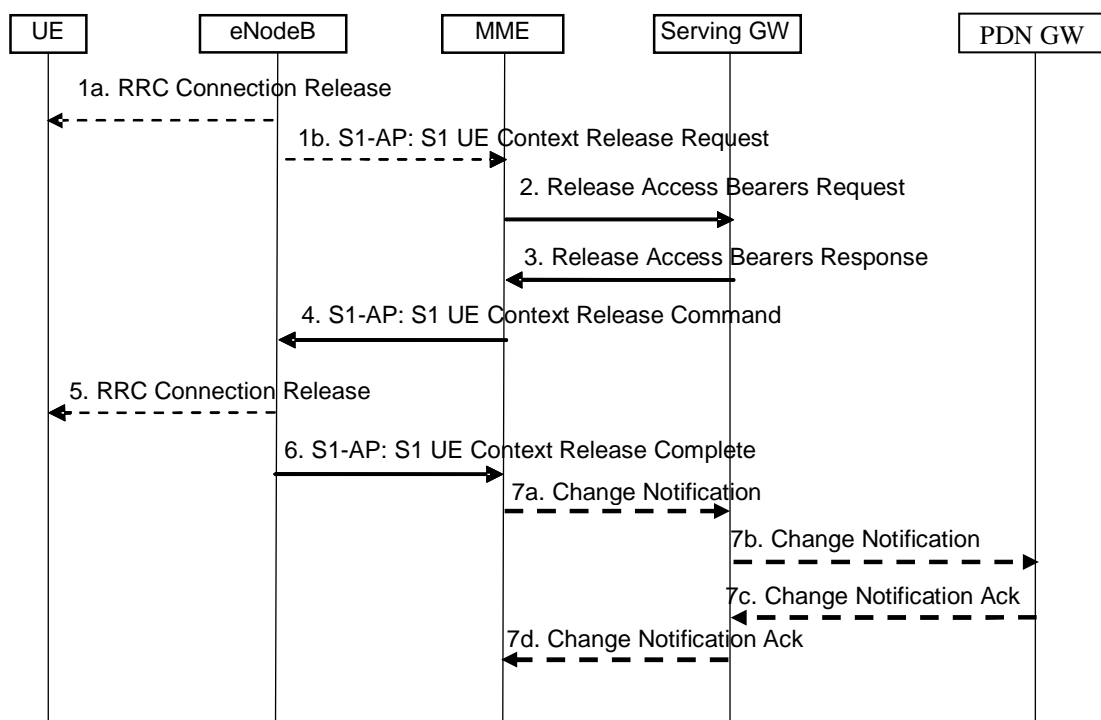 UE
eNodeB
MME
Serving GW
PDN GW
1a. RRC Connection Release
1b. S1-AP: S1 UE Context Release Request
2. Release Access Bearers Request
3. Release Access Bearers Response
4. S1-AP: S1 UE Context Release Command
5. RRC Connection Release
6. S1-AP: S1 UE Context Release Complete
7a. Change Notification
7b. Change Notification
7c. Change Notification Ack
7d. Change Notification Ack